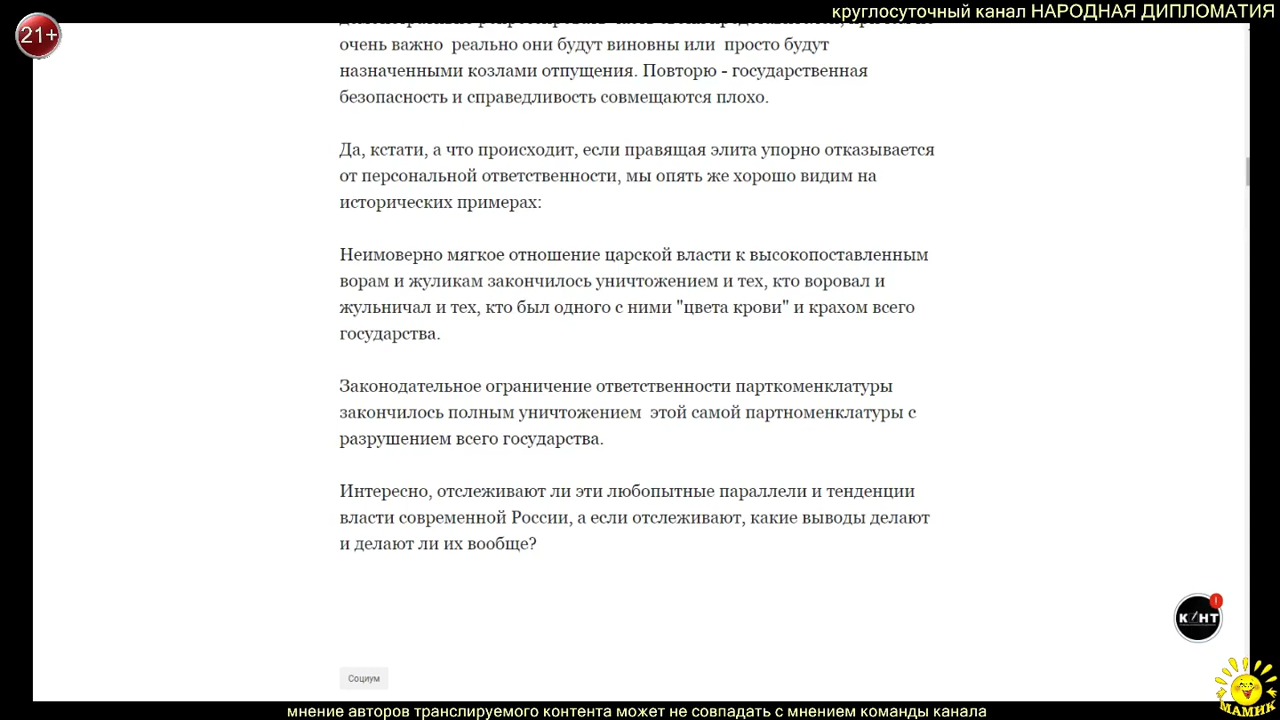 круглосуточный канал НАРОДНАЯ ДИПЛОМАТИЯ
21+
очень важно реально они будут виновны или просто будут
назначенными козлами отпущения. Повторю - государственная
безопасность и справедливость совмещаются плохо.
Да, кстати, а что происходит, если правящая элита упорно отказывается
от персональной ответственности, мы опять же хорошо видим на
исторических примерах:
Неимоверно мягкое отношение царской власти к высокопоставленным
ворам и жуликам закончилось уничтожением и тех, кто воровал и
жульничал и тех, кто был одного с ними "цвета крови" и крахом всего
государства.
Законодательное ограничение ответственности парткоменклатуры
закончилось полным уничтожением этой самой партноменклатуры с
разрушением всего государства.
Интересно, отслеживают ли эти любопытные параллели и тенденции
власти современной России, а если отслеживают, какие выводы делают
и делают ли их вообще?
КОНТ
Социум
МАМИК
мнение авторов транслируемого контента может не совпадать с мнением команды канала